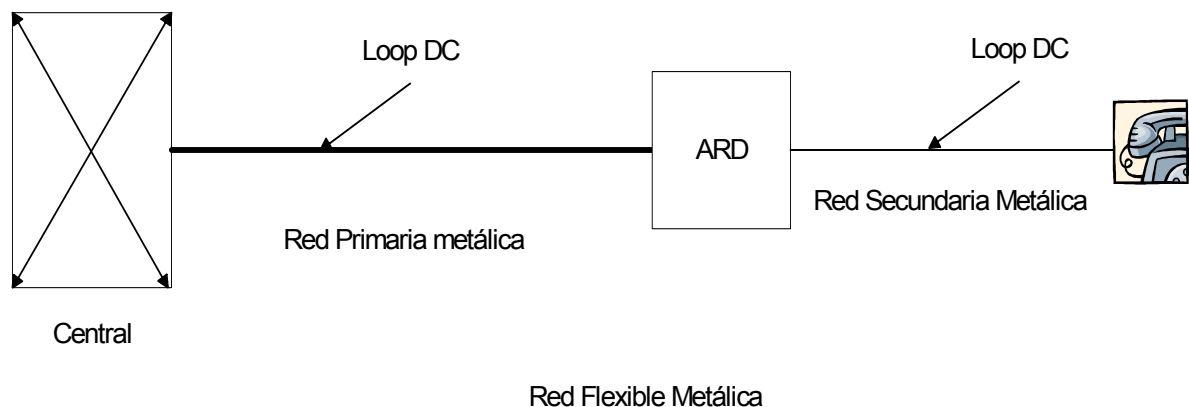 Loop DC
Loop DC
ARD
Red Secundaria Metálica
Red Primaria metálica
Central
Red Flexible Metálica